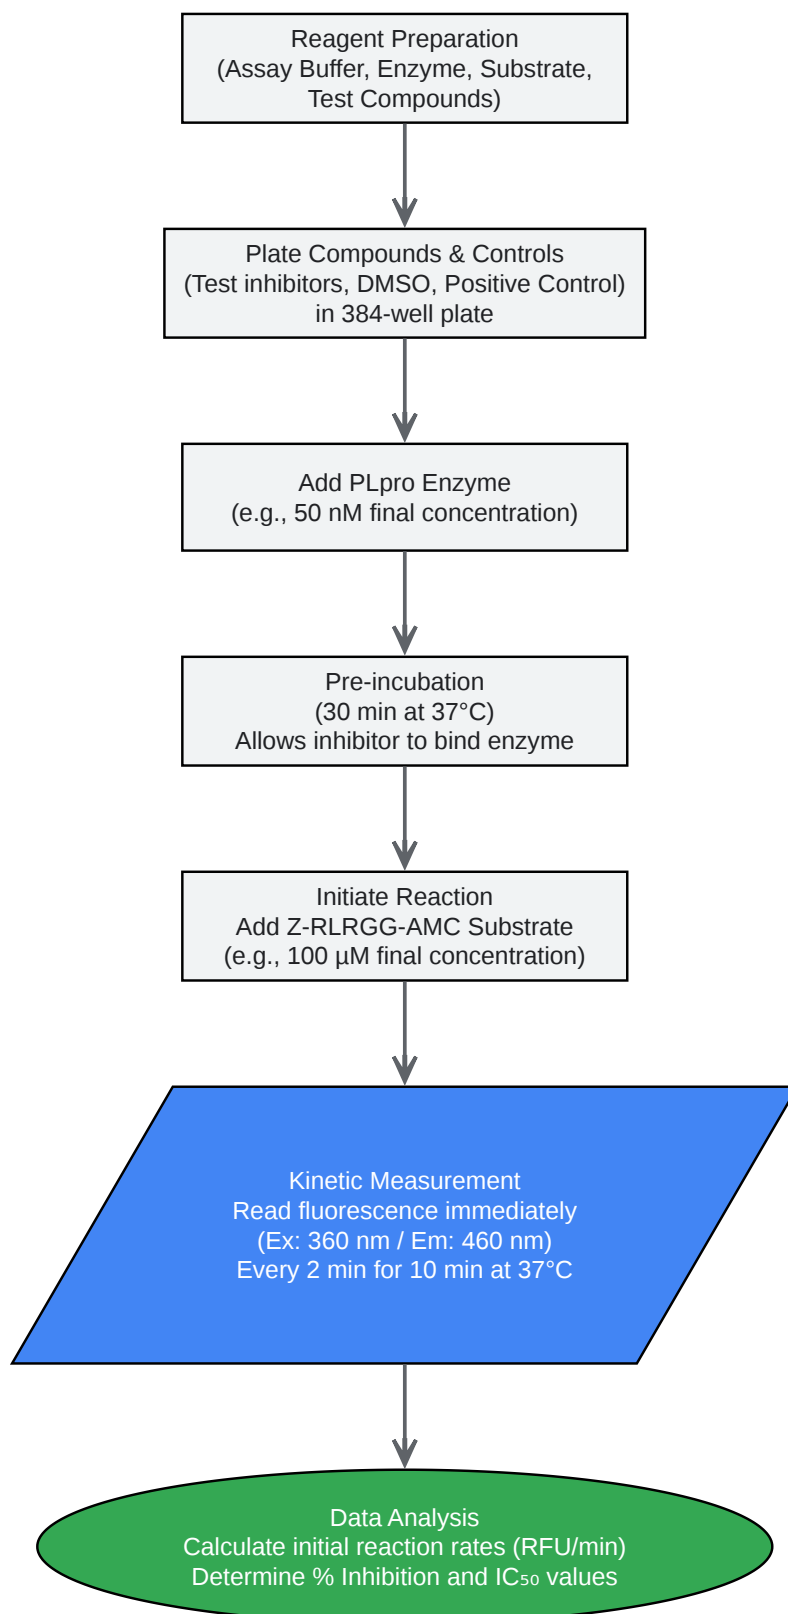 Reagent Preparation
(Assay Buffer, Enzyme, Substrate,
Test Compounds)
Plate Compounds & Controls
(Test inhibitors, DMSO, Positive Control)
in 384-well plate
Add PLpro Enzyme
(e.g., 50 nM final concentration)
Pre-incubation
(30 min at 37°C)
Allows inhibitor to bind enzyme
Initiate Reaction
Add Z-RLRGG-AMC Substrate
(e.g., 100 µM final concentration)
Kinetic Measurement
Read fluorescence immediately
(Ex: 360 nm / Em: 460 nm)
Every 2 min for 10 min at 37°C
Data Analysis
Calculate initial reaction rates (RFU/min)
Determine % Inhibition and IC₅₀ values